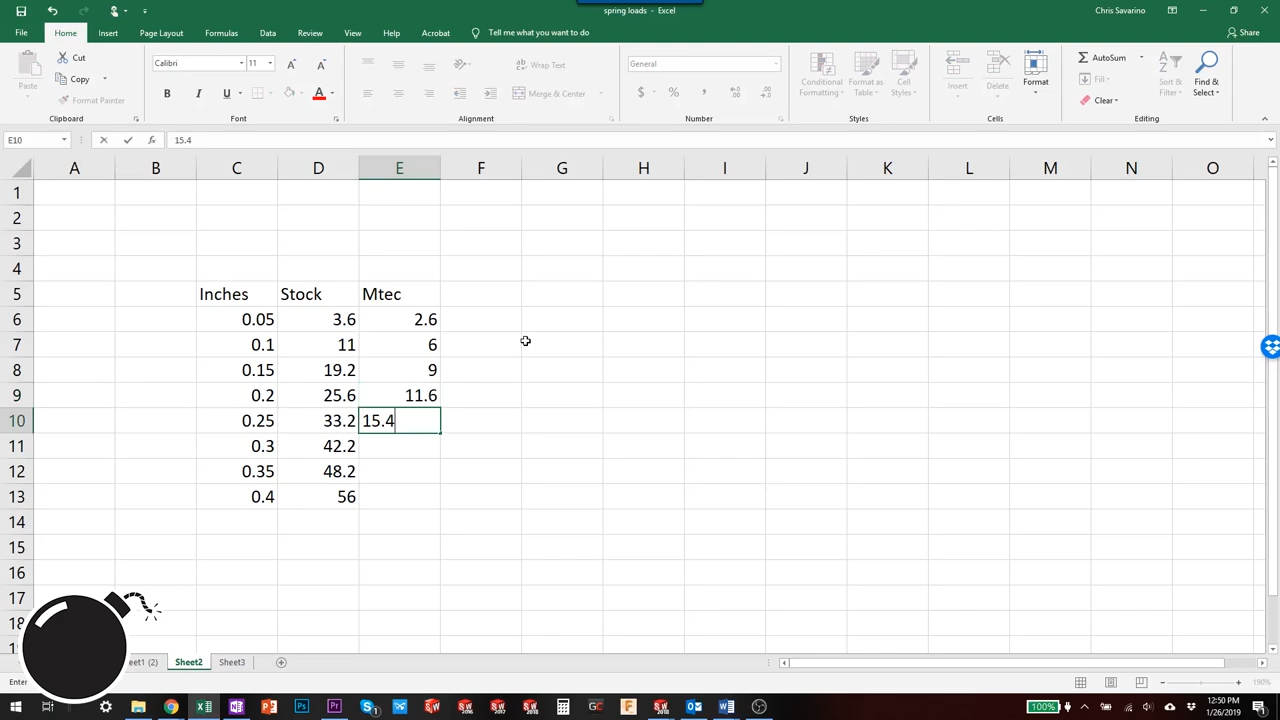 spring loads - Excel
Chris Savarino
File Home Insert Page Layout Formulas Data Review View Help Acrobat Tell me what you want to do Share
Paste Cut Copy Format Painter
Calibri 11
B I U
Wrap Text
Merge & Center
General
$ % ,
Conditional Formatting Format as Table Cell Styles
Insert Delete Format
AutoSum
Fill
Clear
Sort & Filter
Find & Select
Clipboard Font Alignment Number Styles Cells Editing
E10 fx 15.4
A B C D E F G H I J K L M N O
1
2
3
4
5 Inches Stock Mtec
6 0.05 3.6 2.6
7 0.1 11 6
8 0.15 19.2 9
9 0.2 25.6 11.6
10 0.25 33.2 15.4
11 0.3 42.2
12 0.35 48.2
13 0.4 56
14
15
16
17
18
Sheet2 Sheet3
Enter
190%
100%
12:50 PM
1/26/2019